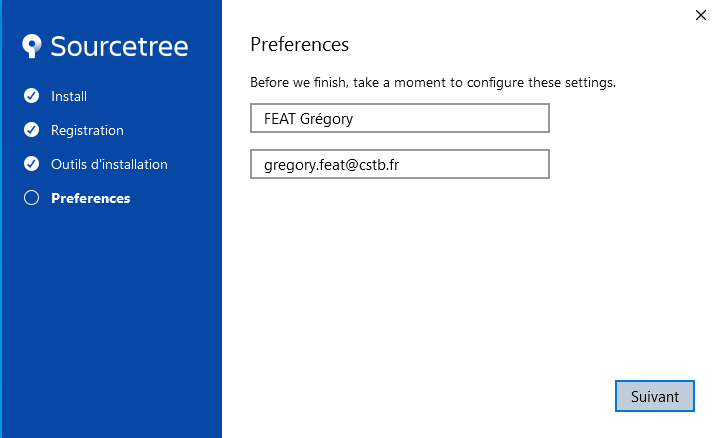 Sourcetree
Install
Registration
Outils d'installation
Preferences
Preferences
Before we finish, take a moment to configure these settings.
FEAT Grégory
gregory.feat@cstb.fr
Suivant